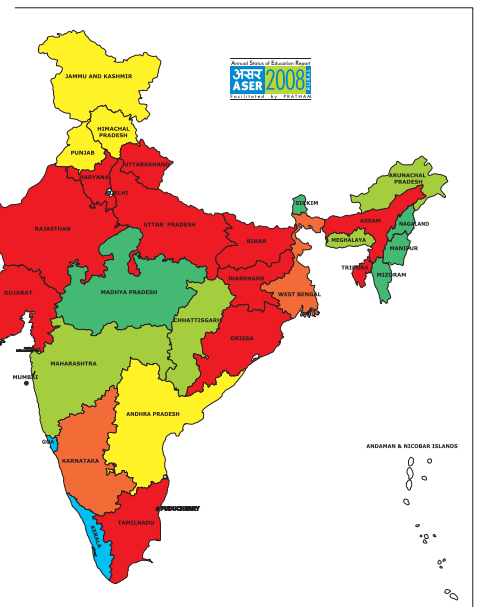 Annual Status of Education Report
असर
ASER
2008
RURAL
Facilitated by PRATHAM
JAMMU AND KASHMIR
HIMACHAL
PRADESH
PUNJAB
UTTARAKHAND
HARYANA
DELHI
ARUNACHAL
PRADESH
SIKKIM
RAJASTHAN
UTTAR PRADESH
ASSAM
NAGALAND
BIHAR
MEGHALAYA
MANIPUR
TRIPURA
MIZORAM
GUJARAT
MADHYA PRADESH
JHARKHAND
WEST BENGAL
CHHATTISGARH
ORISSA
MAHARASHTRA
MUMBAI
ANDHRA PRADESH
GOA
KARNATAKA
ANDAMAN & NICOBAR ISLANDS
PUDUCHERRY
TAMILNADU
KERALA